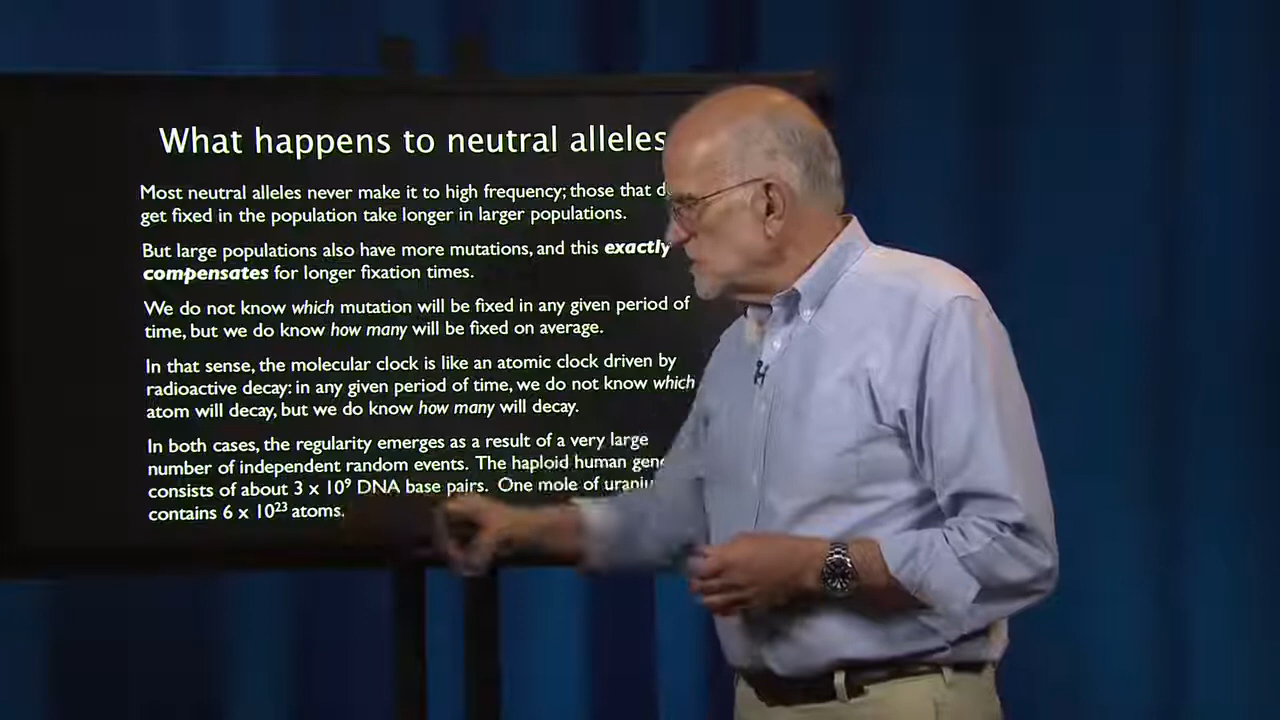 What happens to neutral alleles
Most neutral alleles never make it to high frequency; those that
get fixed in the population take longer in larger populations.
But large populations also have more mutations, and this exactly
compensates for longer fixation times.
We do not know which mutation will be fixed in any given period of
time, but we do know how many will be fixed on average.
In that sense, the molecular clock is like an atomic clock driven by
radioactive decay: in any given period of time, we do not know which
atom will decay, but we do know how many will decay.
In both cases, the regularity emerges as a result of a very large
number of independent random events. The haploid human
consists of about 3 x 10⁹ DNA base pairs. One mole of
contains 6 x 10²³ atoms.